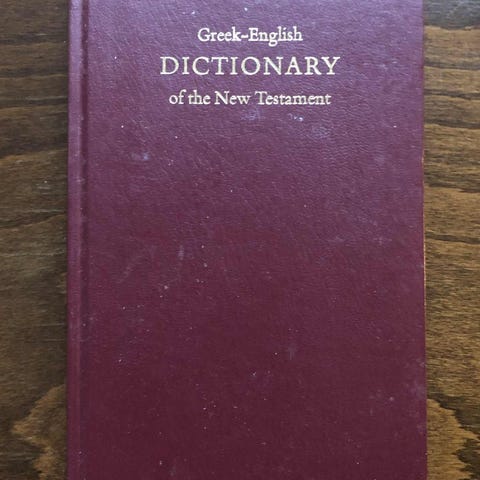 Greek-English
DICTIONARY
of the New Testament